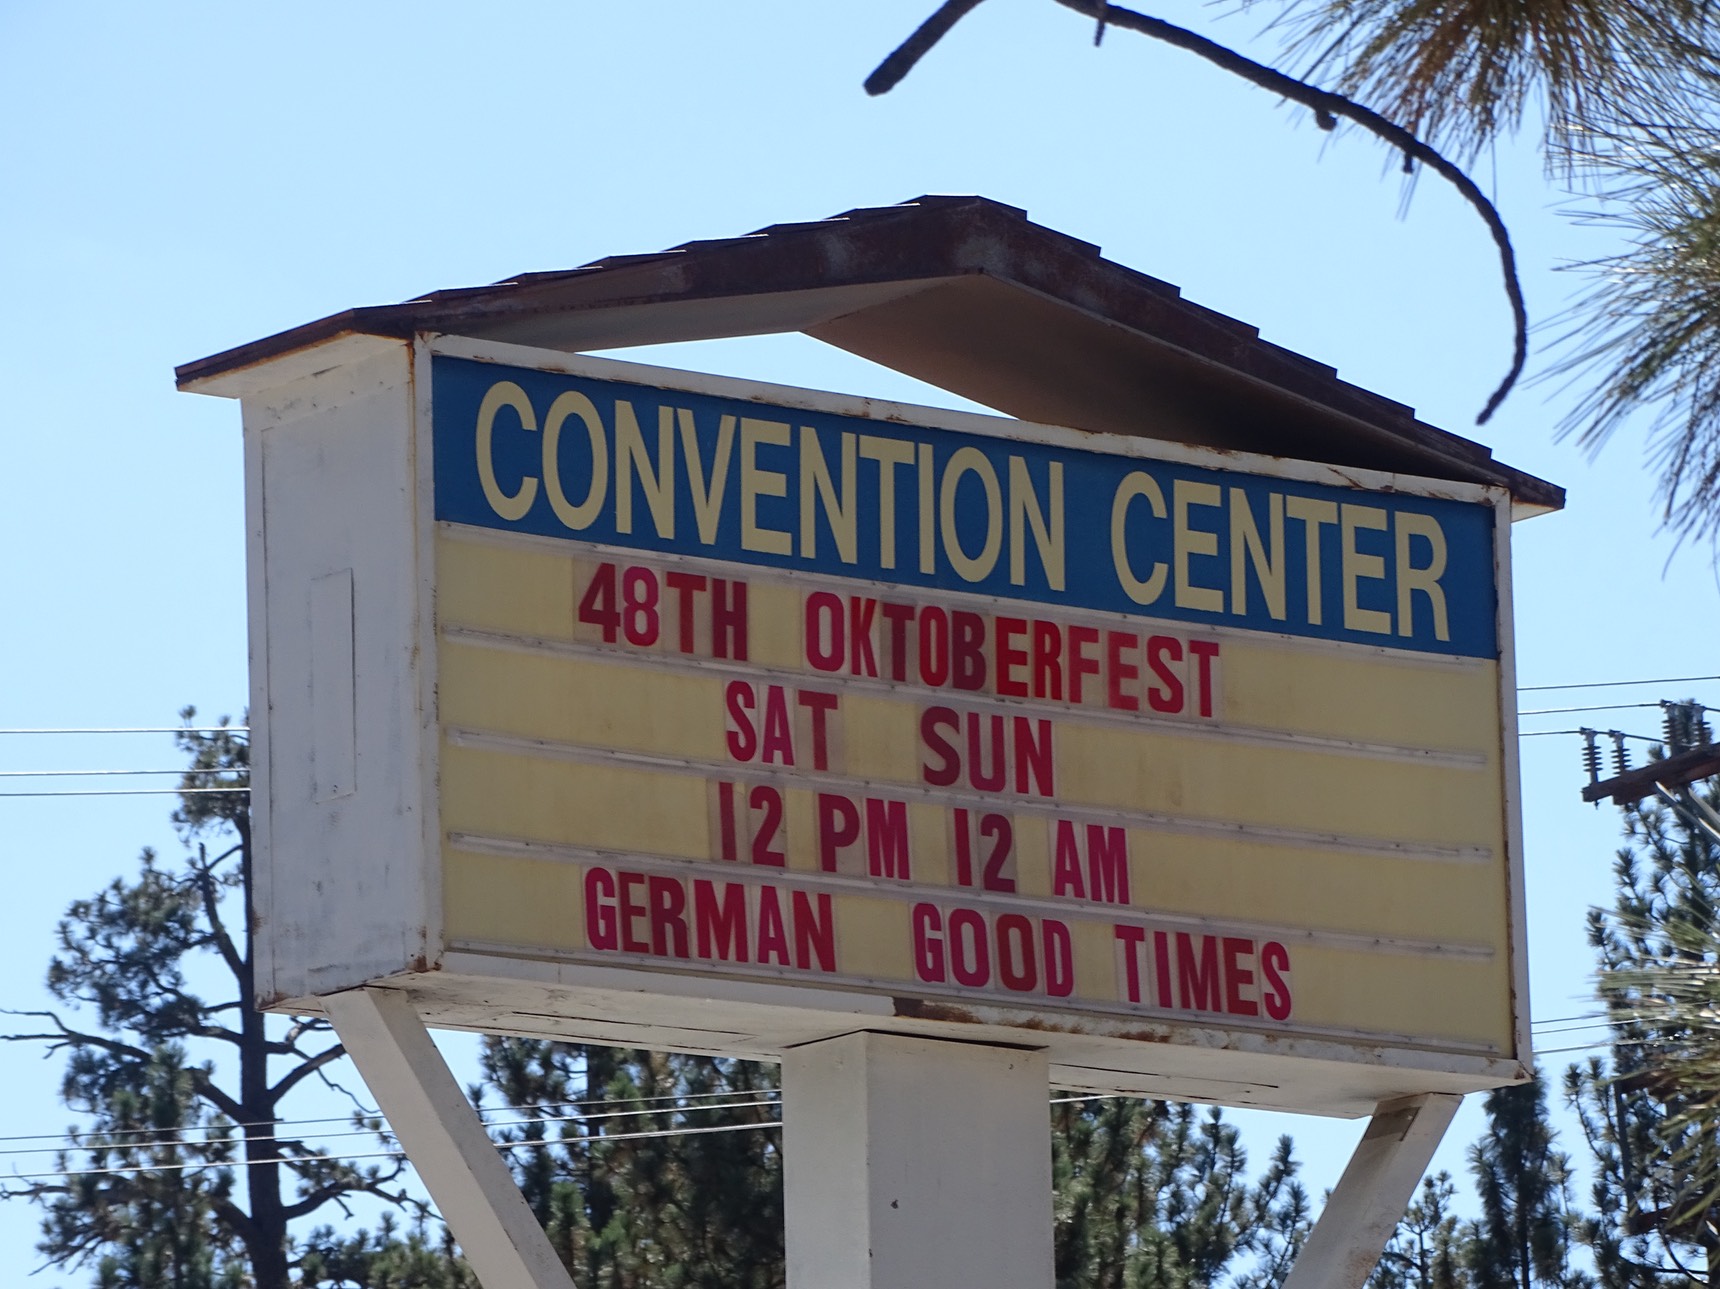 CONVENTION CENTER
48TH OKTOBERFEST
SAT SUN
12 PM 12 AM
GERMAN GOOD TIMES